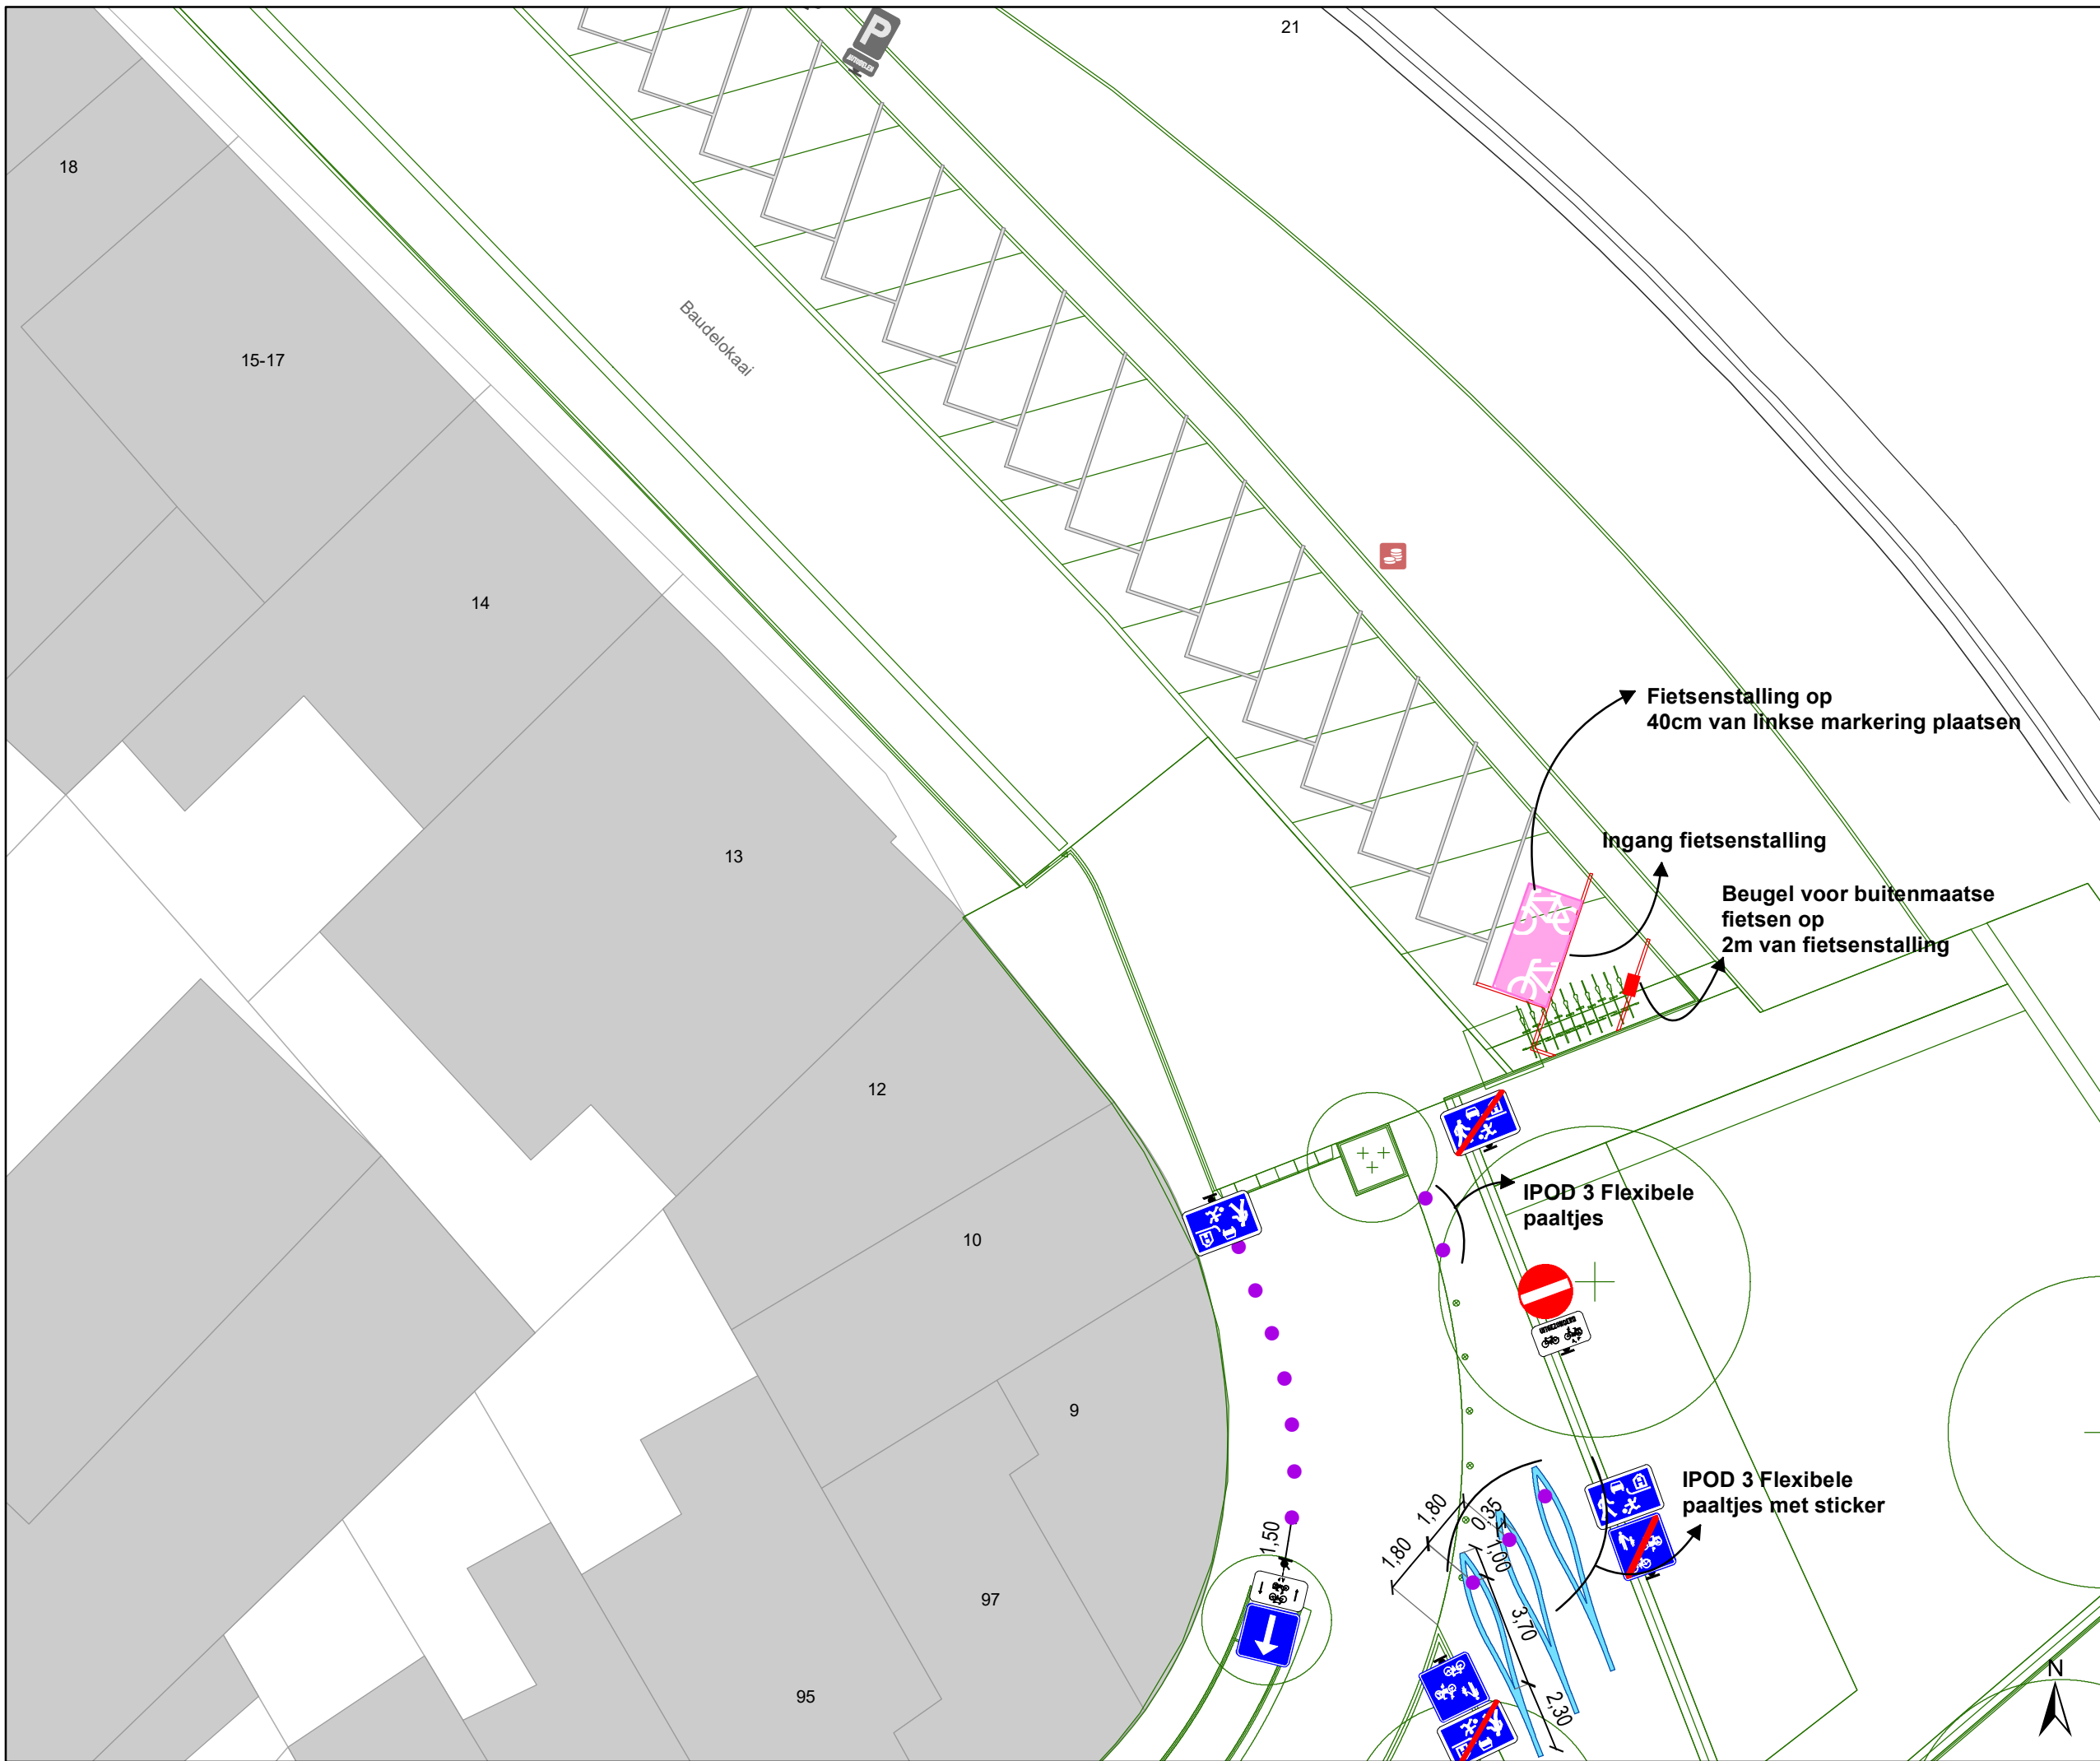 21
P
AUTODELEN
18
15-17
Baudelokaai
14
Fietsenstalling op
40cm van linkse markering plaatsen
Ingang fietsenstalling
13
Beugel voor buitenmaatse
fietsen op
2m van fietsenstalling
12
IPOD 3 Flexibele
paaltjes
10
9
IPOD 3 Flexibele
paaltjes met sticker
1,80
0,35
1,50
1,80
1,00
97
3,70
N
95
2,30